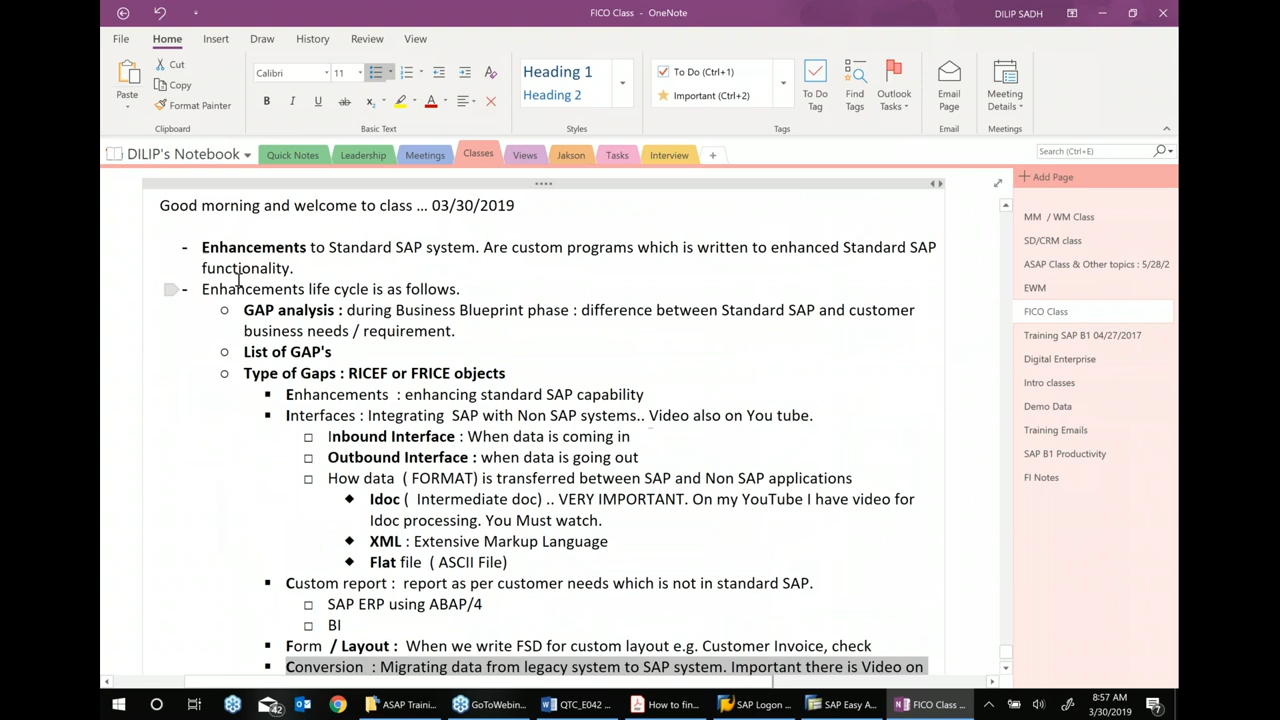 FICO Class - OneNote
DILIP SADH
File Home Insert Draw History Review View
Paste
Cut
Copy
Format Painter
Clipboard
Calibri 11
B I U ab x₂ A
Basic Text
Heading 1
Heading 2
Styles
To Do (Ctrl+1)
Important (Ctrl+2)
To Do
Tag
Find
Tags
Outlook
Tasks
Tags
Email
Page
Email
Meeting
Details
Meetings
DILIP's Notebook Quick Notes Leadership Meetings Classes Views Jakson Tasks Interview Search (Ctrl+E)
Good morning and welcome to class ... 03/30/2019
- Enhancements to Standard SAP system. Are custom programs which is written to enhanced Standard SAP
functionality.
- Enhancements life cycle is as follows.
GAP analysis : during Business Blueprint phase : difference between Standard SAP and customer
business needs / requirement.
List of GAP's
Type of Gaps : RICEF or FRICE objects
Enhancements : enhancing standard SAP capability
Interfaces : Integrating SAP with Non SAP systems.. Video also on You tube.
Inbound Interface : When data is coming in
Outbound Interface : when data is going out
How data ( FORMAT) is transferred between SAP and Non SAP applications
Idoc ( Intermediate doc) .. VERY IMPORTANT. On my YouTube I have video for
Idoc processing. You Must watch.
XML : Extensive Markup Language
Flat file ( ASCII File)
Custom report : report as per customer needs which is not in standard SAP.
SAP ERP using ABAP/4
BI
Form / Layout : When we write FSD for custom layout e.g. Customer Invoice, check
Conversion : Migrating data from legacy system to SAP system. Important there is Video on
Add Page
MM / WM Class
SD/CRM class
ASAP Class & Other topics : 5/28/2
EWM
FICO Class
Training SAP B1 04/27/2017
Digital Enterprise
Intro classes
Demo Data
Training Emails
SAP B1 Productivity
FI Notes
42 ASAP Traini... GoToWebin... QTC_E042 ... How to fin... SAP Logon ... SAP Easy A... FICO Class ...
8:57 AM
3/30/2019
7